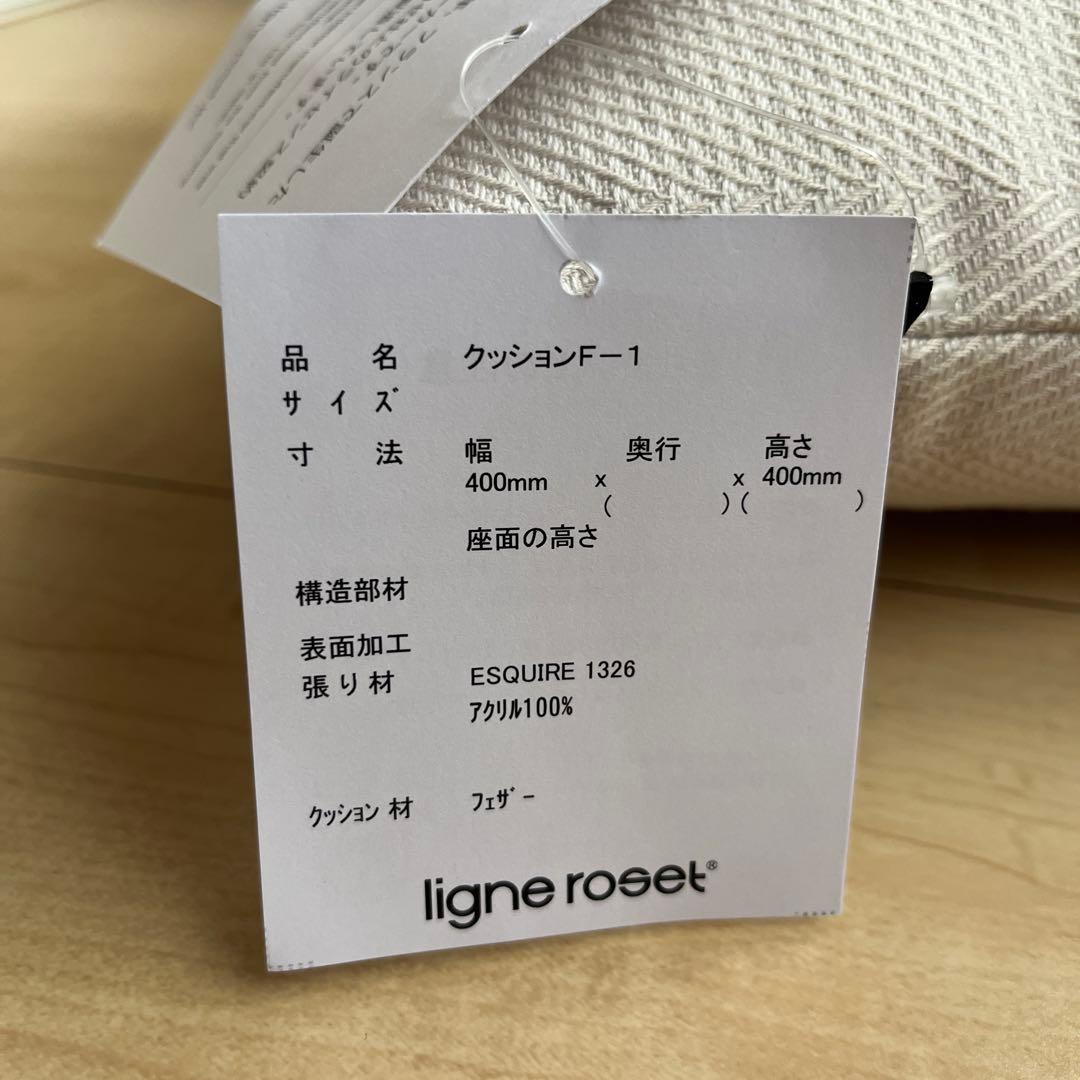 品名 クッションF-1
サイズ
寸法 幅 奥行 高さ
400mm x x 400mm
( )( )
座面の高さ
構造部材
表面加工
張り材 ESQUIRE 1326
ｱｸﾘﾙ100%
ｸｯｼｮﾝ材 ﾌｪｻﾞｰ
ligne roset®